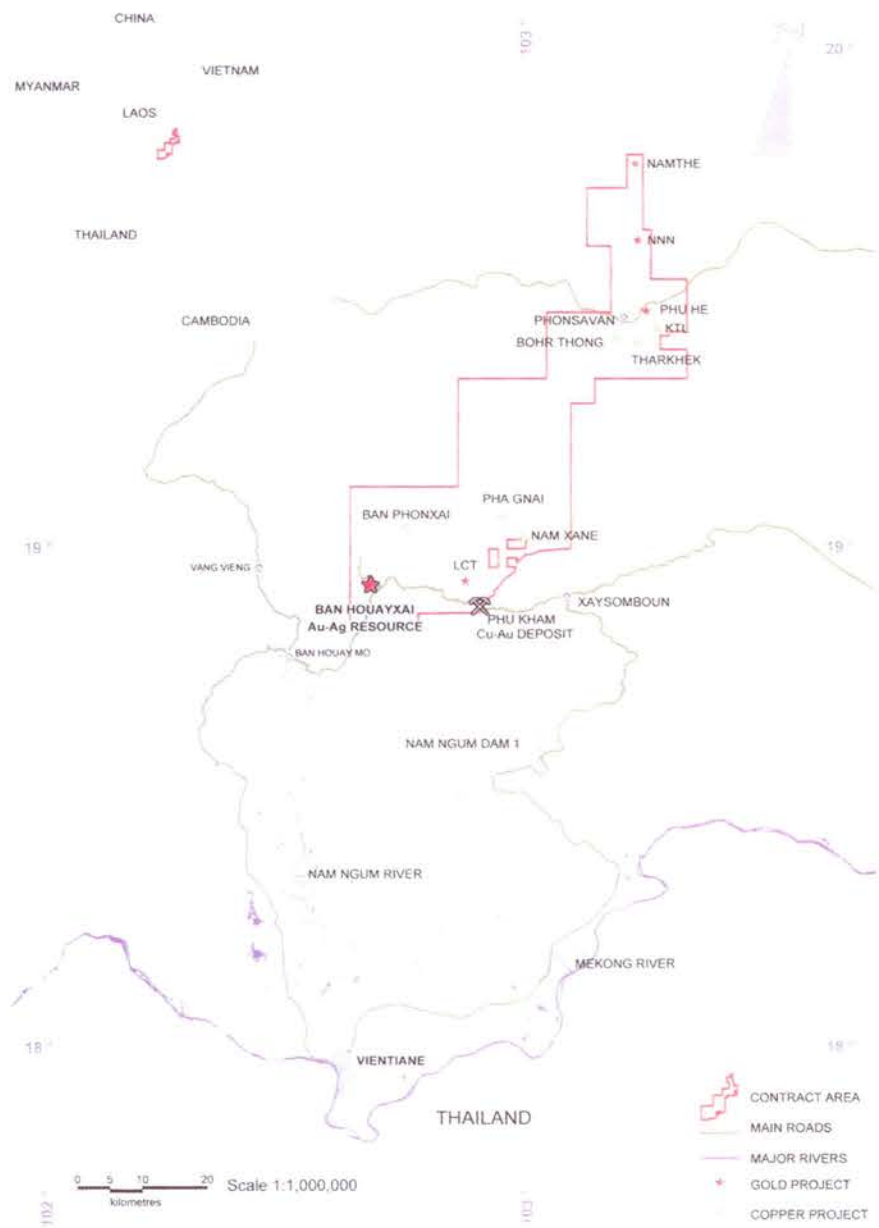 CHINA
VIETNAM
MYANMAR
LAOS
THAILAND
CAMBODIA
103°
20°
NAMTHE
NNN
PHU HE
PHONSAVAN
KTL
BOHR THONG
THARKHEK
PHA GNAI
BAN PHONXAI
NAM XANE
19°
19°
VANG VIENG
LCT
XAYSOMBOUN
BAN HOUAYXAI
Au-Ag RESOURCE
PHU KHAM
Cu-Au DEPOSIT
BAN HOUAY MO
NAM NGUM DAM 1
NAM NGUM RIVER
MEKONG RIVER
18°
18°
VIENTIANE
THAILAND
CONTRACT AREA
MAIN ROADS
MAJOR RIVERS
GOLD PROJECT
COPPER PROJECT
0 5 10 20
kilometres
Scale 1:1,000,000
102°
103°